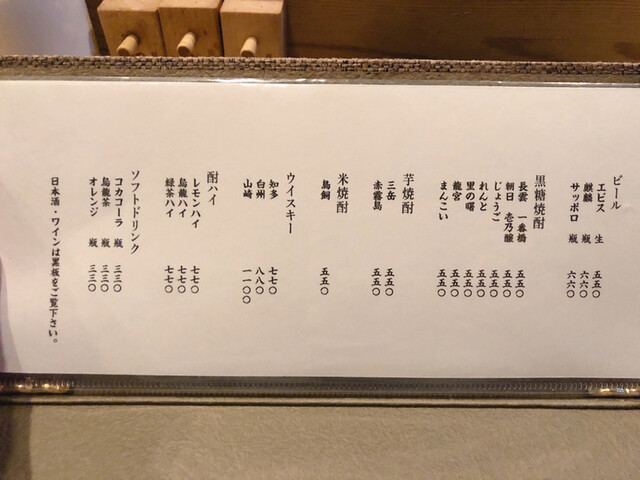 ビール
エビス 生 五五〇
麒麟 瓶 六六〇
サッポロ 瓶 六六〇
黒糖焼酎
長雲 一番橋 五五〇
朝日 壱乃醸 五五〇
じょうご 五五〇
れんと 五五〇
里の曙 五五〇
龍宮 五五〇
まんこい 五五〇
芋焼酎
三岳 五五〇
赤霧島 五五〇
米焼酎
鳥飼 五五〇
ウイスキー
知多 七七〇
白州 八八〇
山崎 一一〇〇
酎ハイ
レモンハイ 七七〇
烏龍ハイ 七七〇
緑茶ハイ 七七〇
ソフトドリンク
コカコーラ 瓶 三三〇
烏龍茶 瓶 三三〇
オレンジ 瓶 三三〇
日本酒・ワインは黒板をご覧下さい。